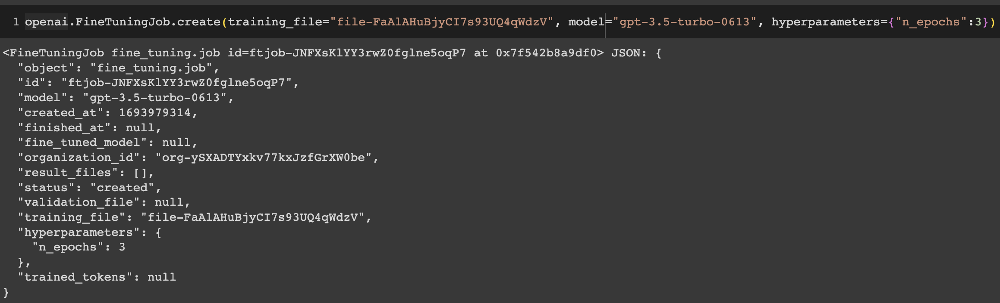 1 openai.FineTuningJob.create(training_file="file-FaAlAHuBjyCI7s93UQ4qWdzV", model="gpt-3.5-turbo-0613", hyperparameters={"n_epochs":3})
<FineTuningJob fine_tuning.job id=ftjob-JNFXsKlYY3rwZ0fglne5oqP7 at 0x7f542b8a9df0> JSON: {
  "object": "fine_tuning.job",
  "id": "ftjob-JNFXsKlYY3rwZ0fglne5oqP7",
  "model": "gpt-3.5-turbo-0613",
  "created_at": 1693979314,
  "finished_at": null,
  "fine_tuned_model": null,
  "organization_id": "org-ySXADTYxkv77kxJzfGrXW0be",
  "result_files": [],
  "status": "created",
  "validation_file": null,
  "training_file": "file-FaAlAHuBjyCI7s93UQ4qWdzV",
  "hyperparameters": {
    "n_epochs": 3
  },
  "trained_tokens": null
}